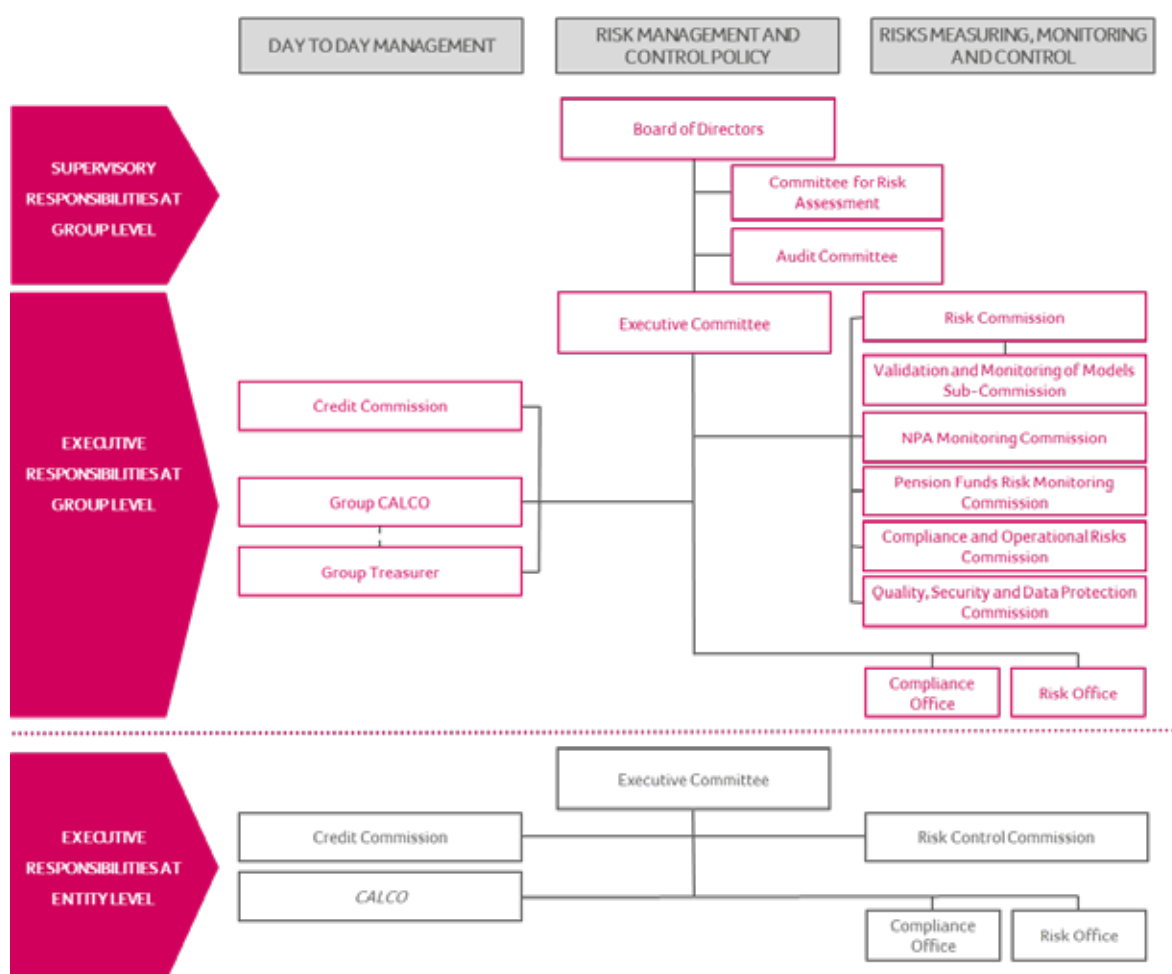 DAY TO DAY MANAGEMENT
RISK MANAGEMENT AND
CONTROL POLICY
RISKS MEASURING, MONITORING
AND CONTROL
SUPERVISORY
RESPONSIBILITIES AT
GROUP LEVEL
Board of Directors
Committee for Risk
Assessment
Audit Committee
EXECUTIVE
RESPONSIBILITIES AT
GROUP LEVEL
Executive Committee
Risk Commission
Validation and Monitoring of Models
Sub-Commission
Credit Commission
NPA Monitoring Commission
Pension Funds Risk Monitoring
Commission
Group CALCO
Compliance and Operational Risks
Commission
Group Treasurer
Quality, Security and Data Protection
Commission
Compliance
Office
Risk Office
EXECUTIVE
RESPONSIBILITIES AT
ENTITY LEVEL
Executive Committee
Credit Commission
Risk Control Commission
CALCO
Compliance
Office
Risk Office